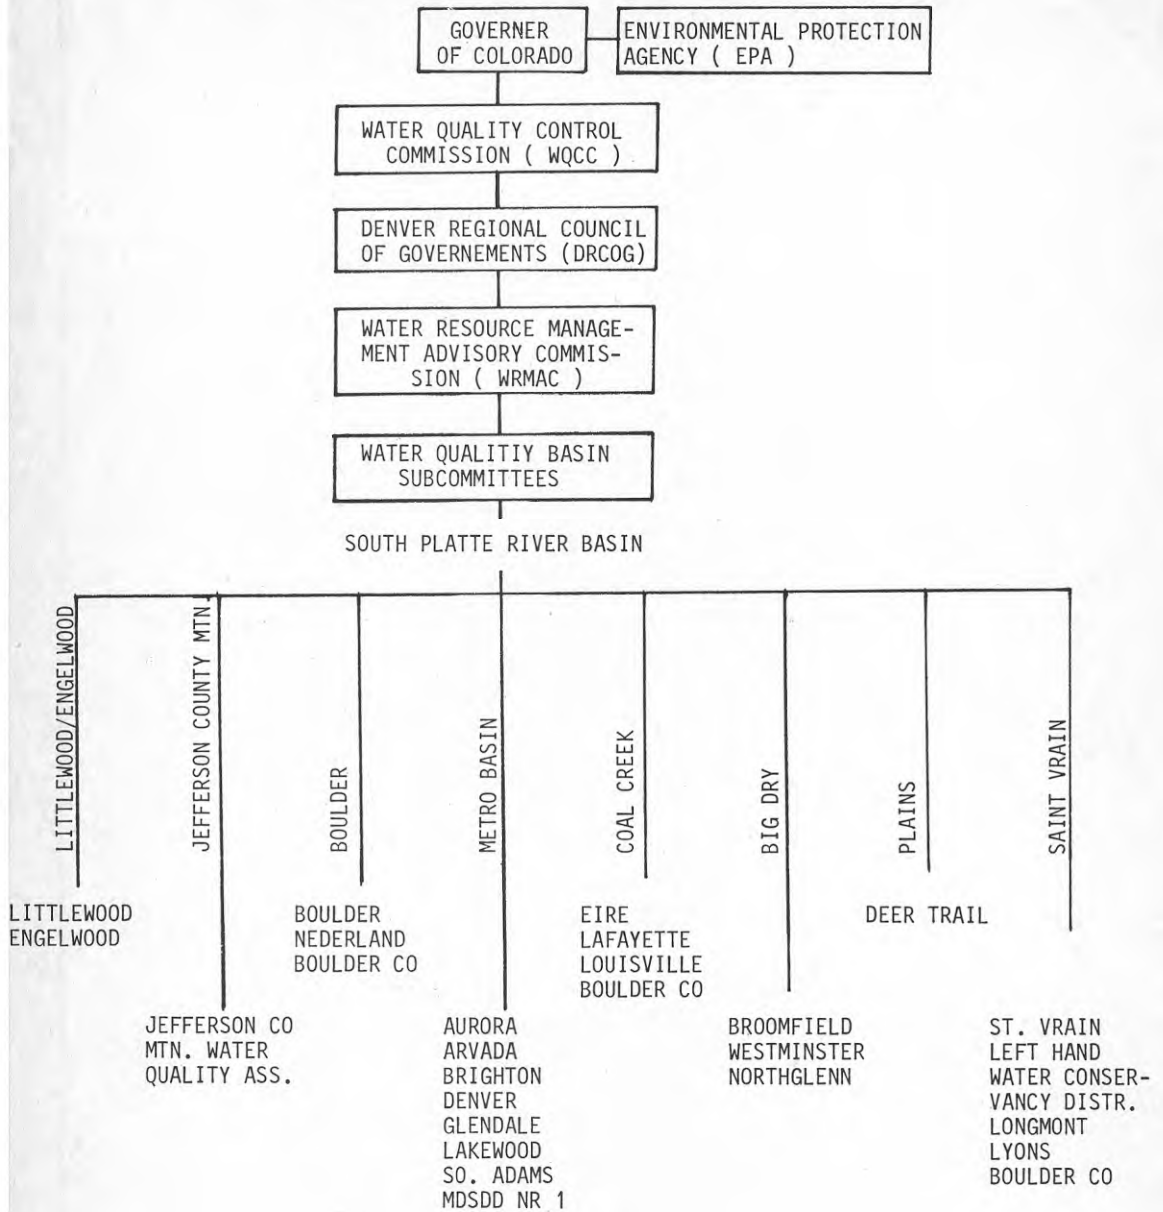 GOVERNER
OF COLORADO
ENVIRONMENTAL PROTECTION
AGENCY ( EPA )
WATER QUALITY CONTROL
COMMISSION ( WQCC )
DENVER REGIONAL COUNCIL
OF GOVERNEMENTS (DRCOG)
WATER RESOURCE MANAGE-
MENT ADVISORY COMMIS-
SION ( WRMAC )
WATER QUALITIY BASIN
SUBCOMMITTEES
SOUTH PLATTE RIVER BASIN
LITTLEWOOD/ENGELWOOD
JEFFERSON COUNTY MTN.
BOULDER
METRO BASIN
COAL CREEK
BIG DRY
PLAINS
SAINT VRAIN
LITTLEWOOD
ENGELWOOD
JEFFERSON CO
MTN. WATER
QUALITY ASS.
BOULDER
NEDERLAND
BOULDER CO
AURORA
ARVADA
BRIGHTON
DENVER
GLENDALE
LAKEWOOD
SO. ADAMS
MDSDD NR 1
EIRE
LAFAYETTE
LOUISVILLE
BOULDER CO
BROOMFIELD
WESTMINSTER
NORTHGLENN
DEER TRAIL
ST. VRAIN
LEFT HAND
WATER CONSER-
VANCY DISTR.
LONGMONT
LYONS
BOULDER CO